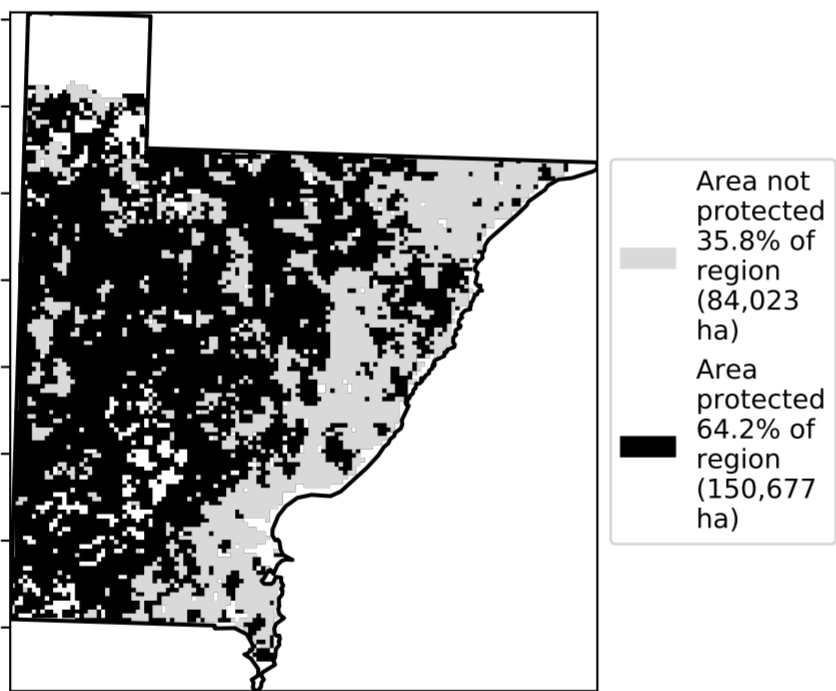 Area not
protected
35.8% of
region
(84,023
ha)
Area
protected
64.2% of
region
(150,677
ha)